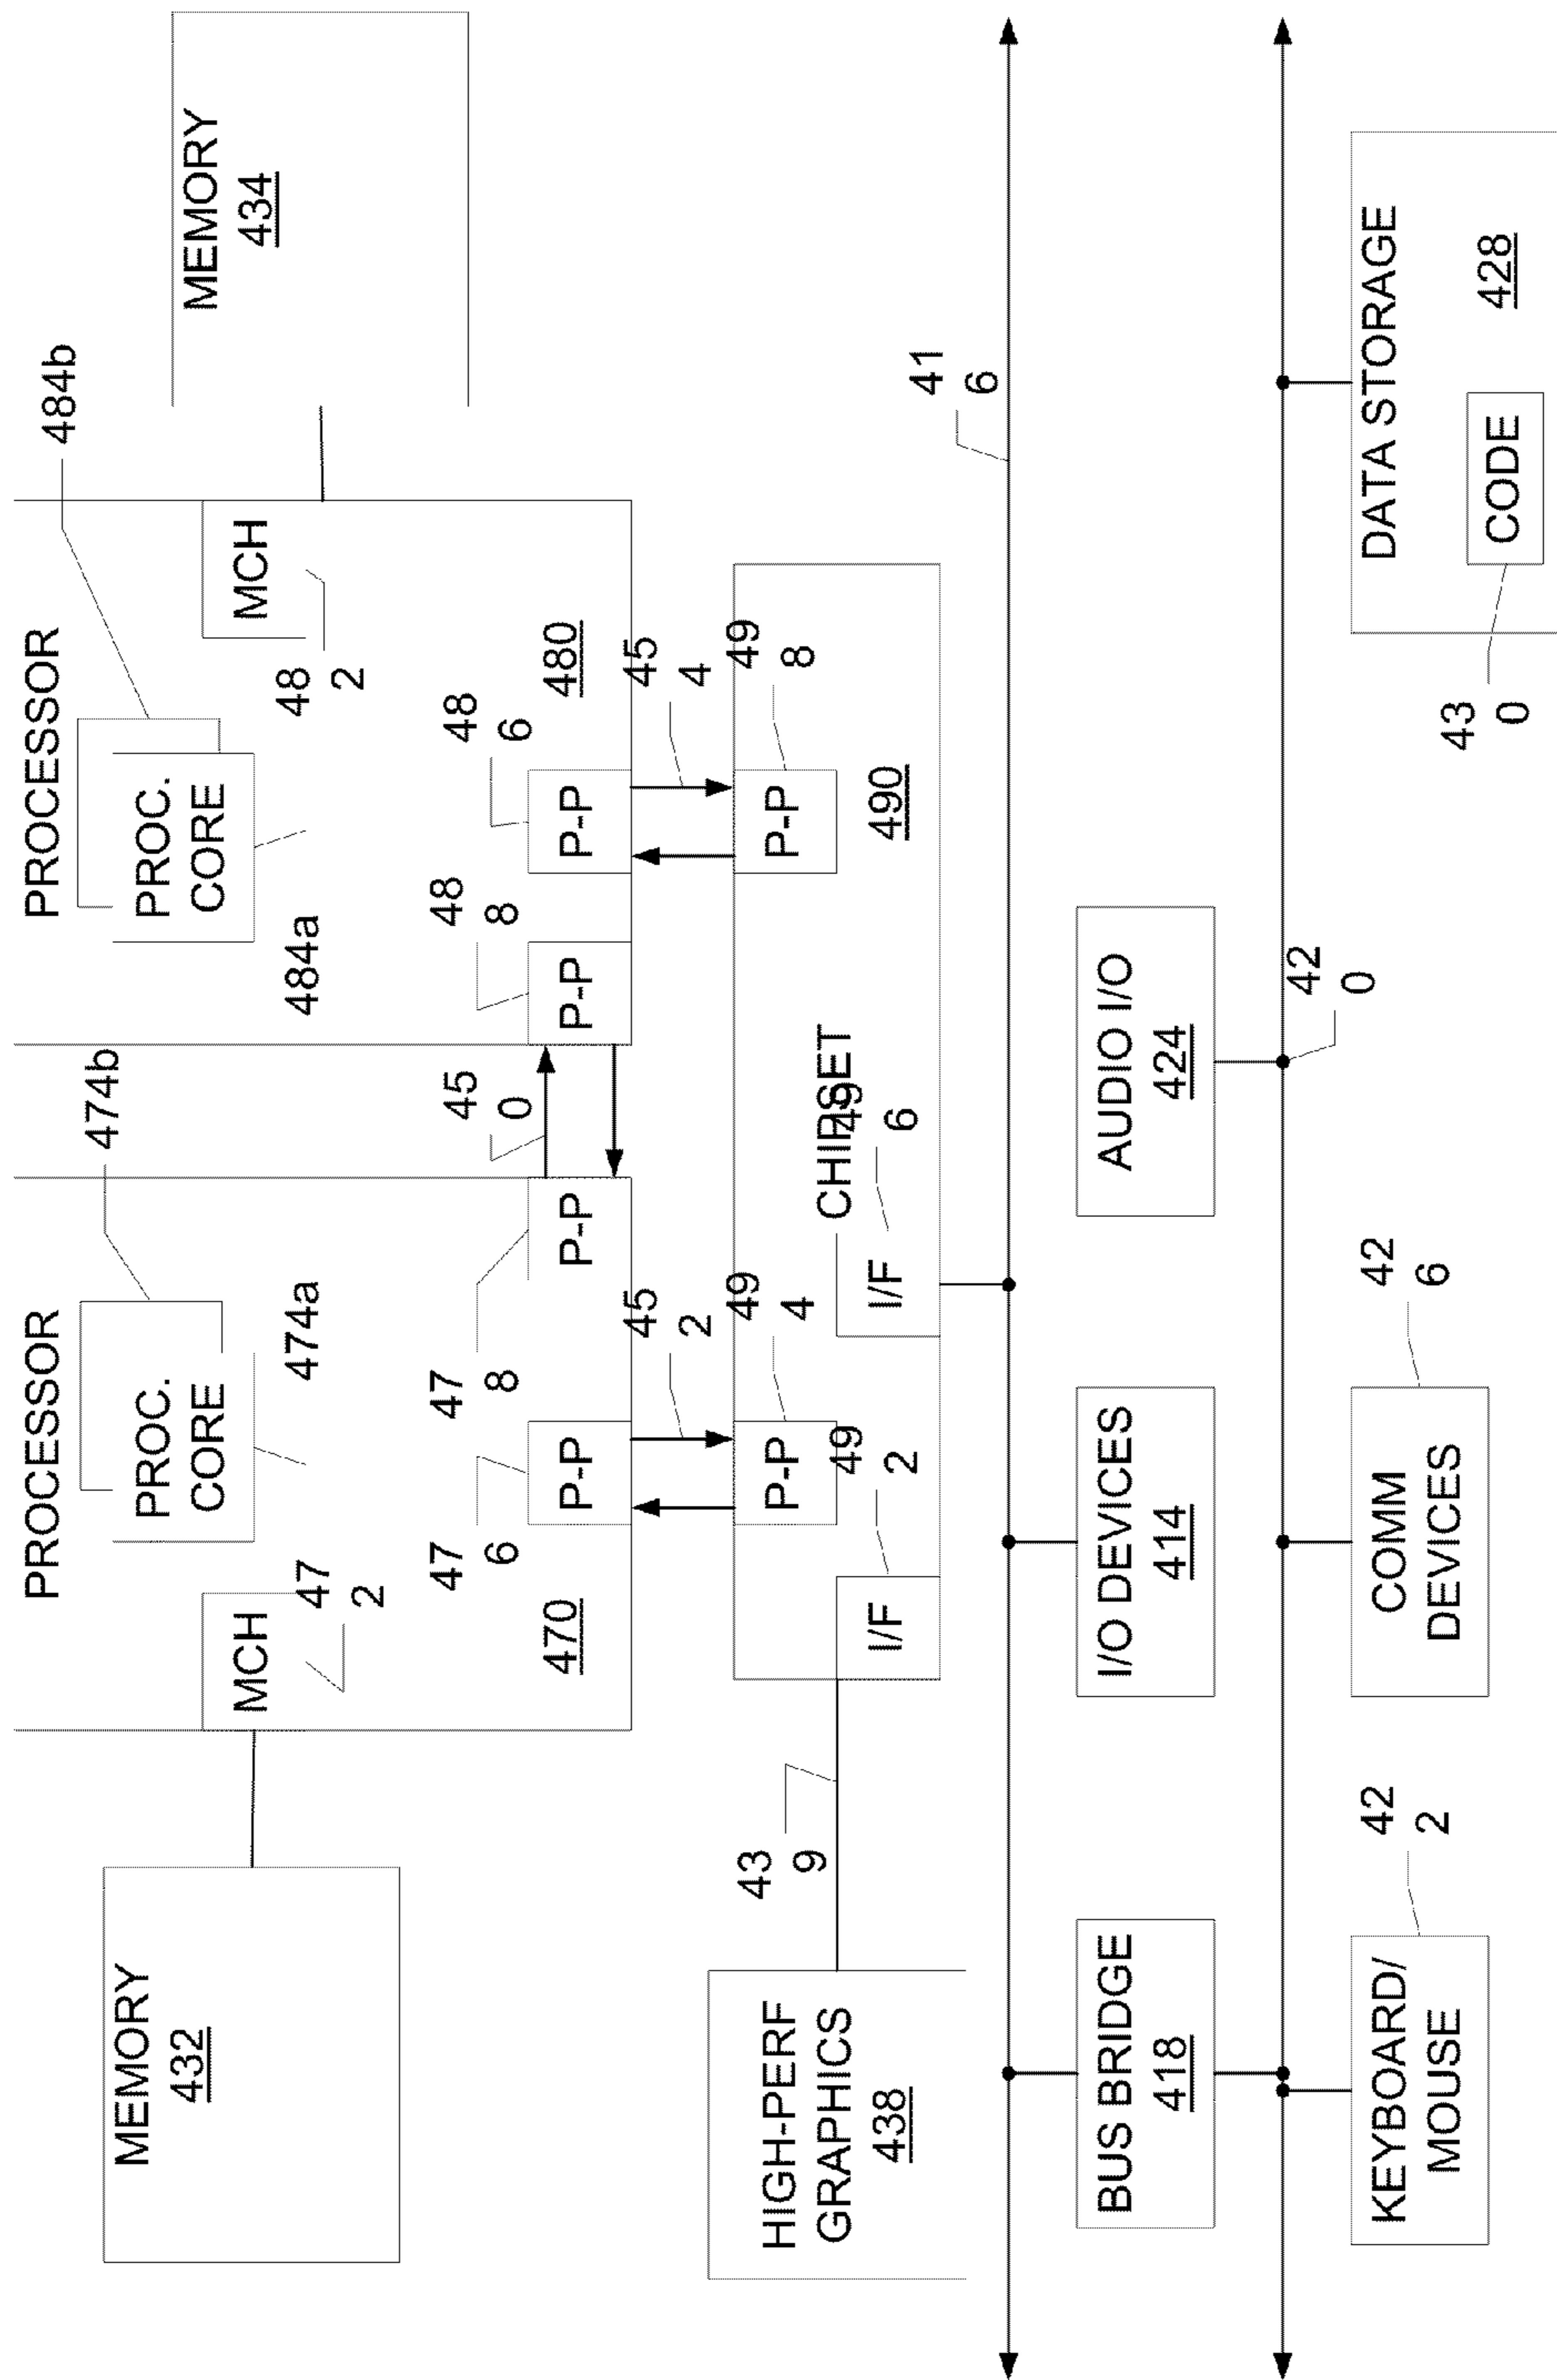 PROCESSOR
PROC.
CORE
474b
474a
MEMORY
432
MCH
47
2
470
47
6
47
8
P-P
P-P
45
0
PROCESSOR
PROC.
CORE
484b
484a
MCH
48
2
MEMORY
434
48
8
48
6
P-P
P-P
480
45
2
45
4
49
4
49
8
P-P
P-P
490
CHIPSET
49
2
49
6
I/F
I/F
43
9
HIGH-PERF
GRAPHICS
438
41
6
BUS BRIDGE
418
I/O DEVICES
414
AUDIO I/O
424
42
0
42
2
KEYBOARD/
MOUSE
42
6
COMM
DEVICES
DATA STORAGE
428
CODE
43
0